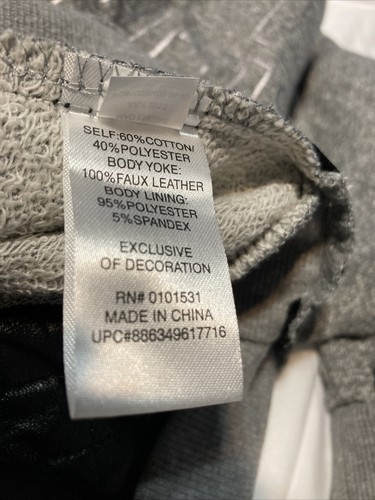 SELF:60%COTTON/
40%POLYESTER
BODY YOKE:
100%FAUX LEATHER
BODY LINING:
95%POLYESTER
5%SPANDEX
EXCLUSIVE
OF DECORATION
RN# 0101531
MADE IN CHINA
UPC#886349617716